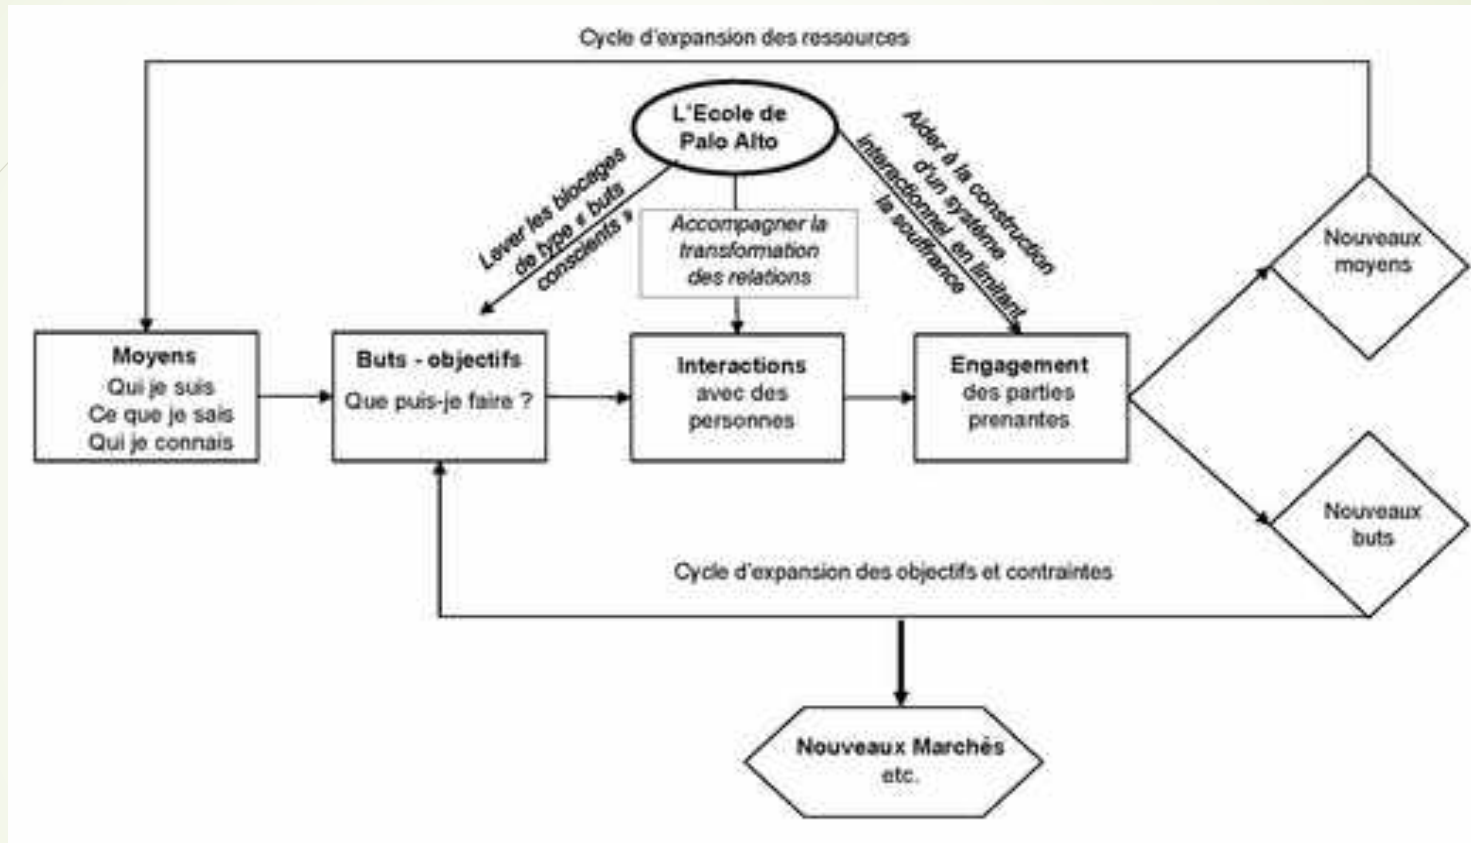 Cycle d'expansion des ressources
L'Ecole de
Palo Alto
Lever les blocages
de type « buts
conscients »
Accompagner la
transformation
des relations
Aider à la construction
d'un système
interactionnel en limitant
la souffrance
Nouveaux
moyens
Moyens
Qui je suis
Ce que je sais
Qui je connais
Buts - objectifs
Que puis-je faire ?
Interactions
avec des
personnes
Engagement
des parties
prenantes
Nouveaux
buts
Cycle d'expansion des objectifs et contraintes
Nouveaux Marchés
etc.